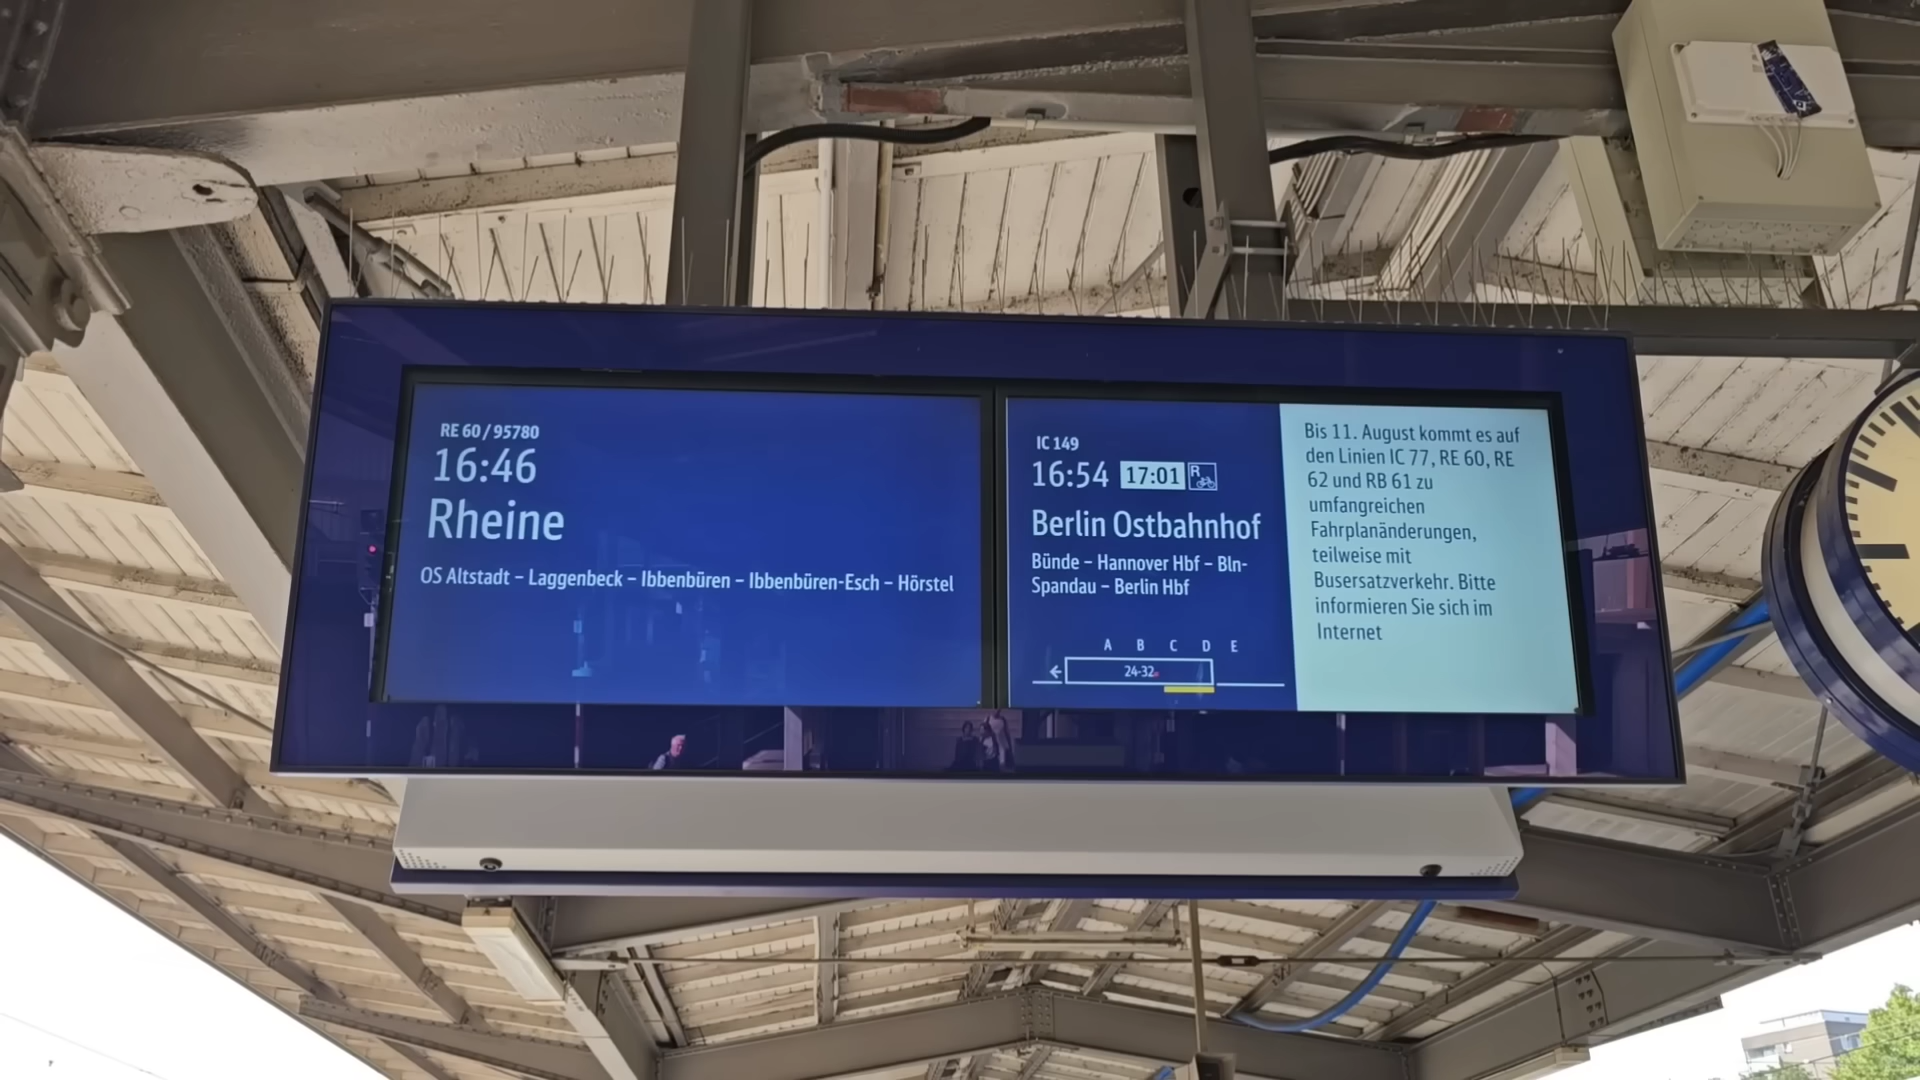 RE 60 / 95780
16:46
Rheine
OS Altstadt – Laggenbeck – Ibbenbüren – Ibbenbüren-Esch – Hörstel
IC 149
16:54 17:01 R
Berlin Ostbahnhof
Bünde – Hannover Hbf – Bln-
Spandau – Berlin Hbf
A B C D E
24-32
Bis 11. August kommt es auf
den Linien IC 77, RE 60, RE
62 und RB 61 zu
umfangreichen
Fahrplanänderungen,
teilweise mit
Busersatzverkehr. Bitte
informieren Sie sich im
Internet